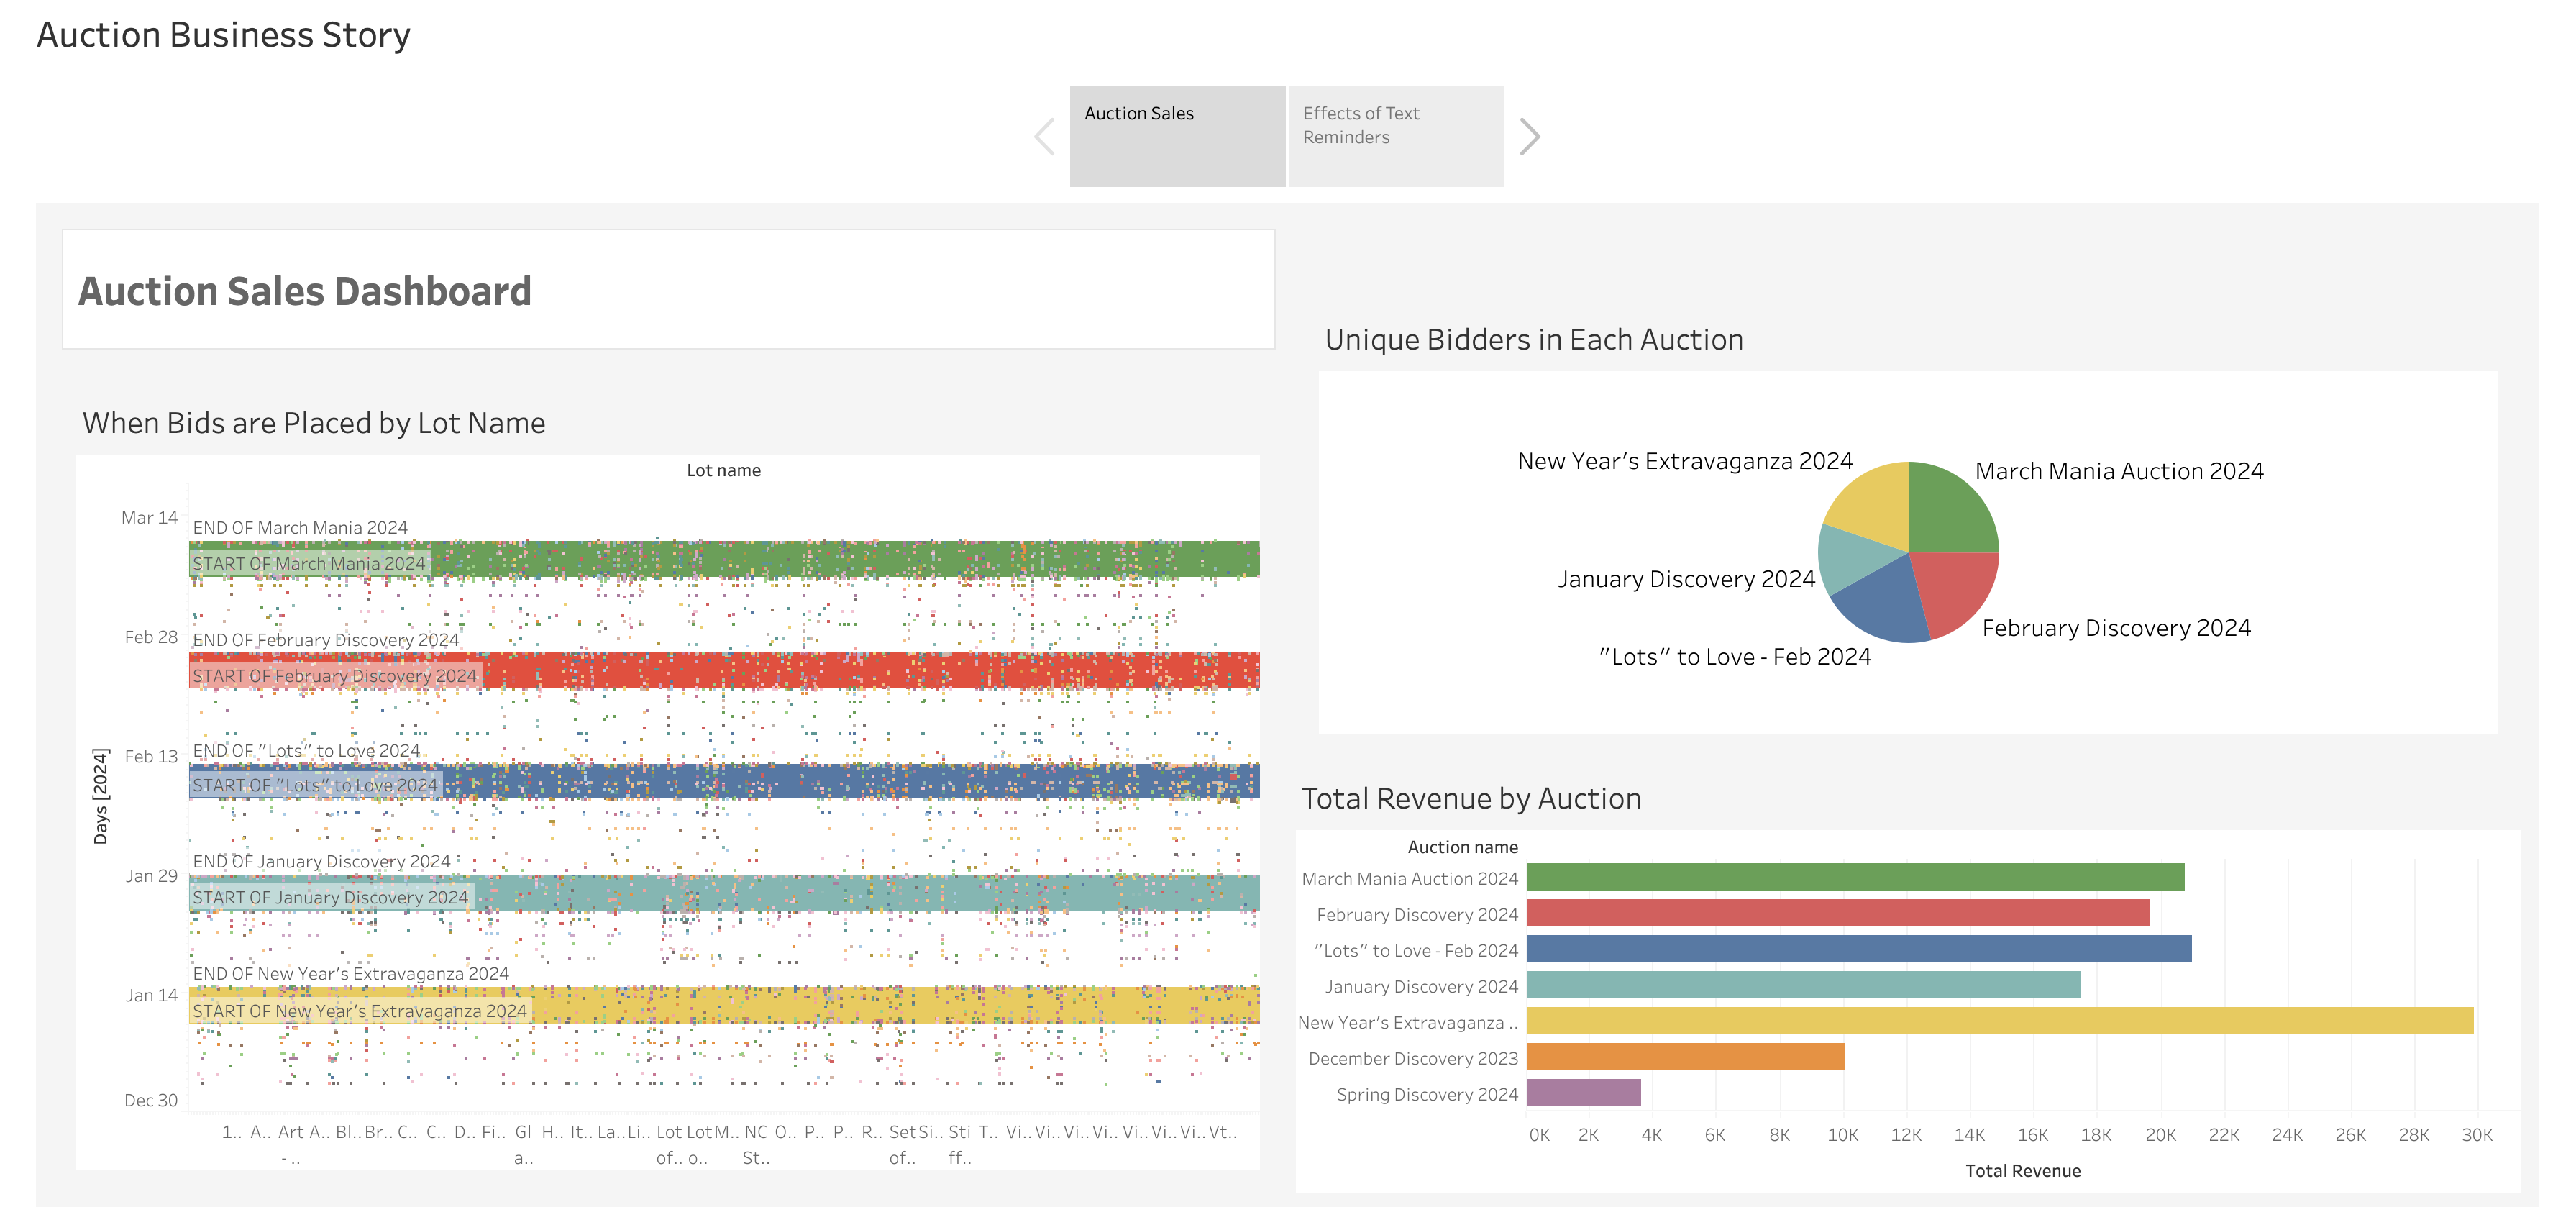 Auction Business Story
Auction Sales
Effects of Text
Reminders
Auction Sales Dashboard
When Bids are Placed by Lot Name
Lot name
Days [2024]
Mar 14
Feb 28
Feb 13
Jan 29
Jan 14
Dec 30
END OF March Mania 2024
START OF March Mania 2024
END OF February Discovery 2024
START OF February Discovery 2024
END OF "Lots" to Love 2024
START OF "Lots" to Love 2024
END OF January Discovery 2024
START OF January Discovery 2024
END OF New Year's Extravaganza 2024
START OF New Year's Extravaganza 2024
1.. A.. Art A.. Bl.. Br.. C.. C.. D.. Fi.. Gl H.. It.. La.. Li.. Lot Lot M.. NC O.. P.. P.. R.. Set Si.. Sti T.. Vi.. Vi.. Vi.. Vi.. Vi.. Vi.. Vi.. Vt..
- .. a.. of.. o.. St.. of.. ff..
Unique Bidders in Each Auction
New Year's Extravaganza 2024
March Mania Auction 2024
January Discovery 2024
February Discovery 2024
"Lots" to Love - Feb 2024
Total Revenue by Auction
Auction name
March Mania Auction 2024
February Discovery 2024
"Lots" to Love - Feb 2024
January Discovery 2024
New Year's Extravaganza ..
December Discovery 2023
Spring Discovery 2024
0K 2K 4K 6K 8K 10K 12K 14K 16K 18K 20K 22K 24K 26K 28K 30K
Total Revenue